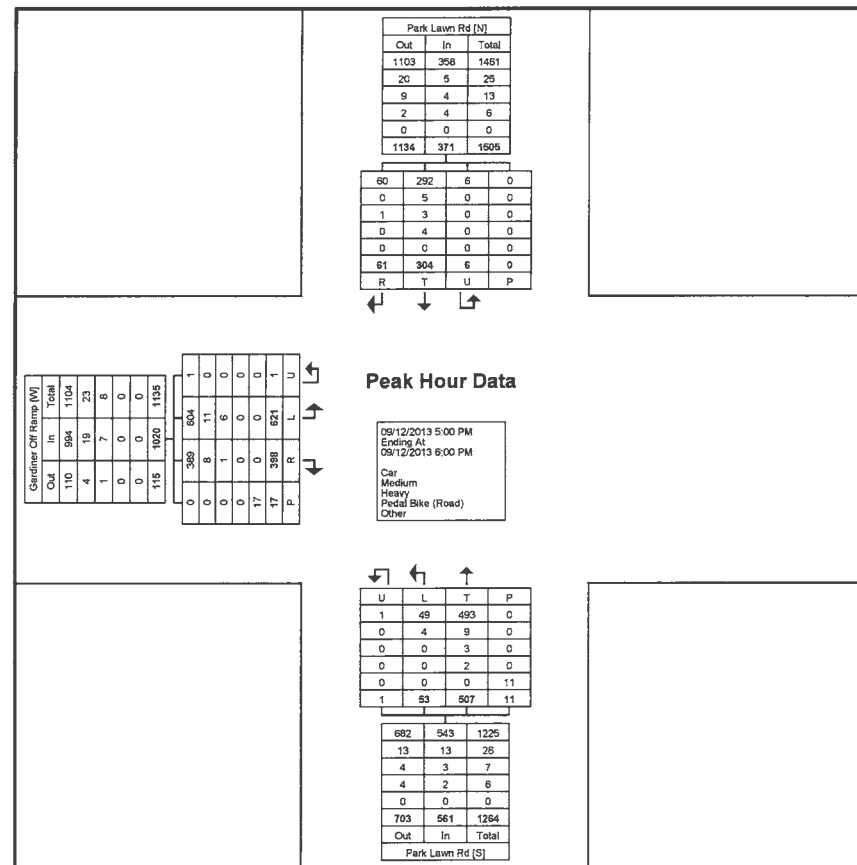 Park Lawn Rd [N]
Out In Total
1103 358 1461
20 5 25
9 4 13
2 4 6
0 0 0
1134 371 1505
60 292 6 0
0 5 0 0
1 3 0 0
0 4 0 0
0 0 0 0
61 304 6 0
R T U P
Gardiner Off Ramp [W]
Out In Total
110 994 1104
4 19 23
1 7 8
0 0 0
0 0 0
115 1020 1135
0 389 604 1
0 8 11 0
0 1 6 0
0 0 0 0
17 0 0 0
17 398 621 1
P R L U
Peak Hour Data
09/12/2013 5:00 PM
Ending At
09/12/2013 6:00 PM
Car
Medium
Heavy
Pedal Bike (Road)
Other
U L T P
1 49 493 0
0 4 9 0
0 0 3 0
0 0 2 0
0 0 0 11
1 53 507 11
682 543 1225
13 13 26
4 3 7
4 2 6
0 0 0
703 561 1264
Out In Total
Park Lawn Rd [S]